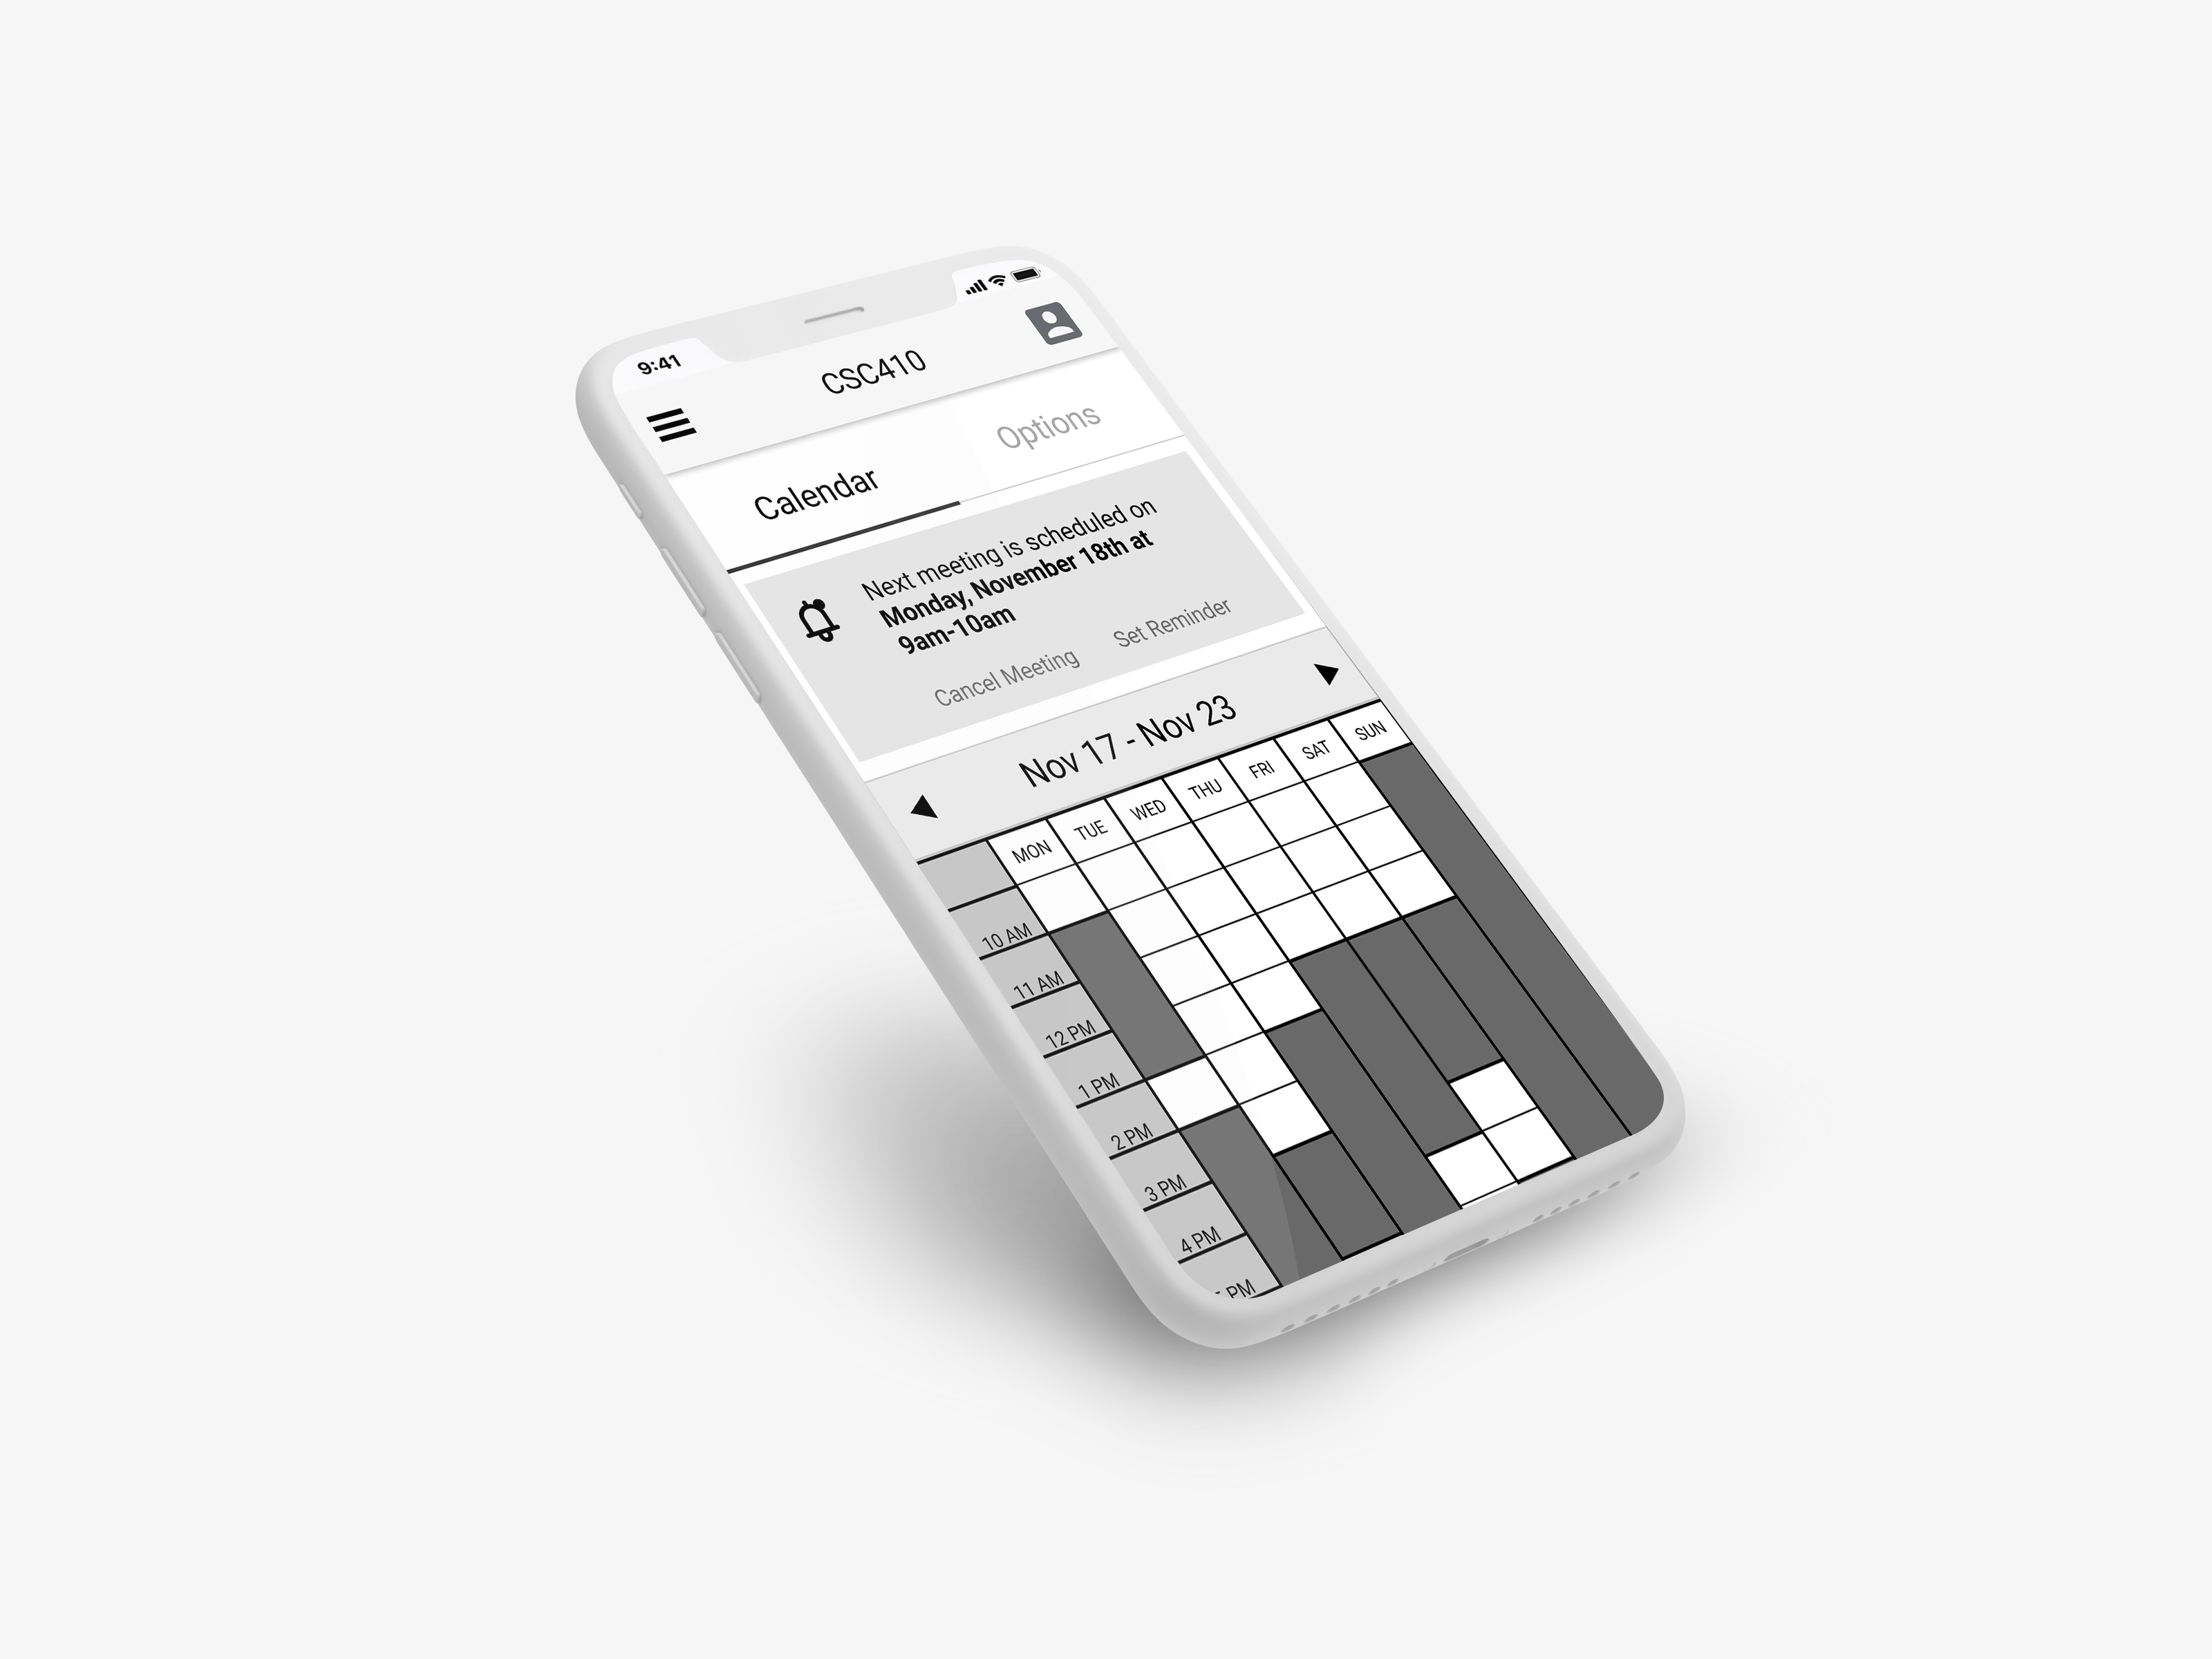 9:41
CSC410
Calendar
Options
Next meeting is scheduled on
Monday, November 18th at
9am-10am
Cancel Meeting
Set Reminder
Nov 17 - Nov 23
MON
TUE
WED
THU
FRI
SAT
SUN
10 AM
11 AM
12 PM
1 PM
2 PM
3 PM
4 PM
PM